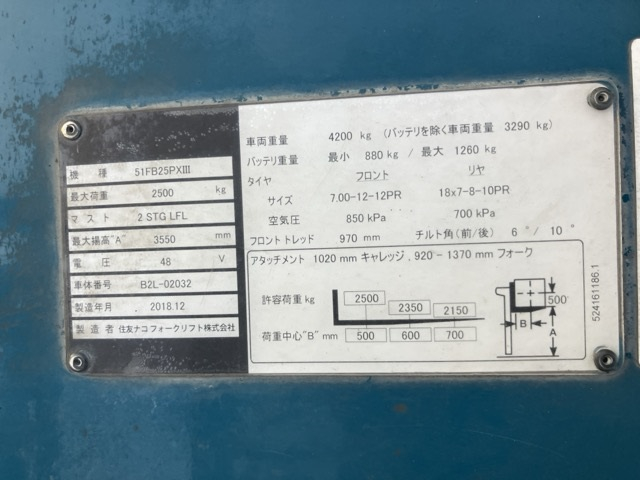 機 種 51FB25PXⅢ
最大荷重 2500 kg
マ ス ト 2 STG LFL
最大揚高"A" 3550 mm
電 圧 48 V
車体番号 B2L-02032
製造年月 2018.12
製 造 者 住友ナコフォークリフト株式会社
車両重量 4200 kg (バッテリを除く車両重量 3290 kg)
バッテリ重量 最小 880 kg / 最大 1260 kg
タイヤ フロント リヤ
サイズ 7.00-12-12PR 18x7-8-10PR
空気圧 850 kPa 700 kPa
フロント トレッド 970 mm チルト角(前/後) 6 °/ 10 °
アタッチメント 1020 mm キャレッジ , 920 - 1370 mm フォーク
許容荷重 kg 2500 2350 2150
荷重中心"B" mm 500 600 700
500
B
A
524161186.1